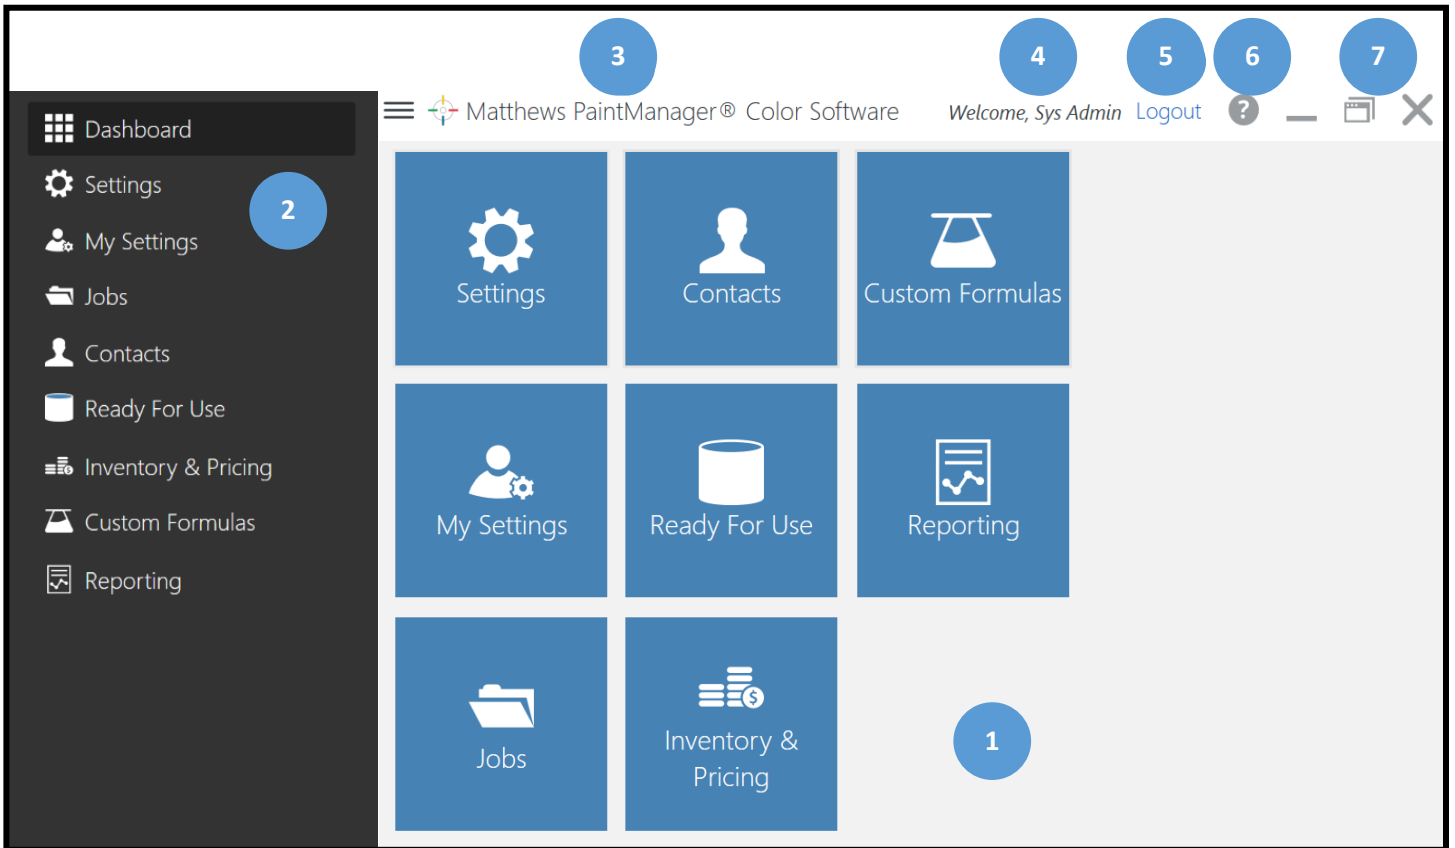 3
4
5
6
7
Matthews PaintManager® Color Software
Welcome, Sys Admin
Logout
?
Dashboard
Settings
2
My Settings
Jobs
Contacts
Ready For Use
Inventory & Pricing
Custom Formulas
Reporting
Settings
Contacts
Custom Formulas
My Settings
Ready For Use
Reporting
Jobs
$
Inventory &
Pricing
1